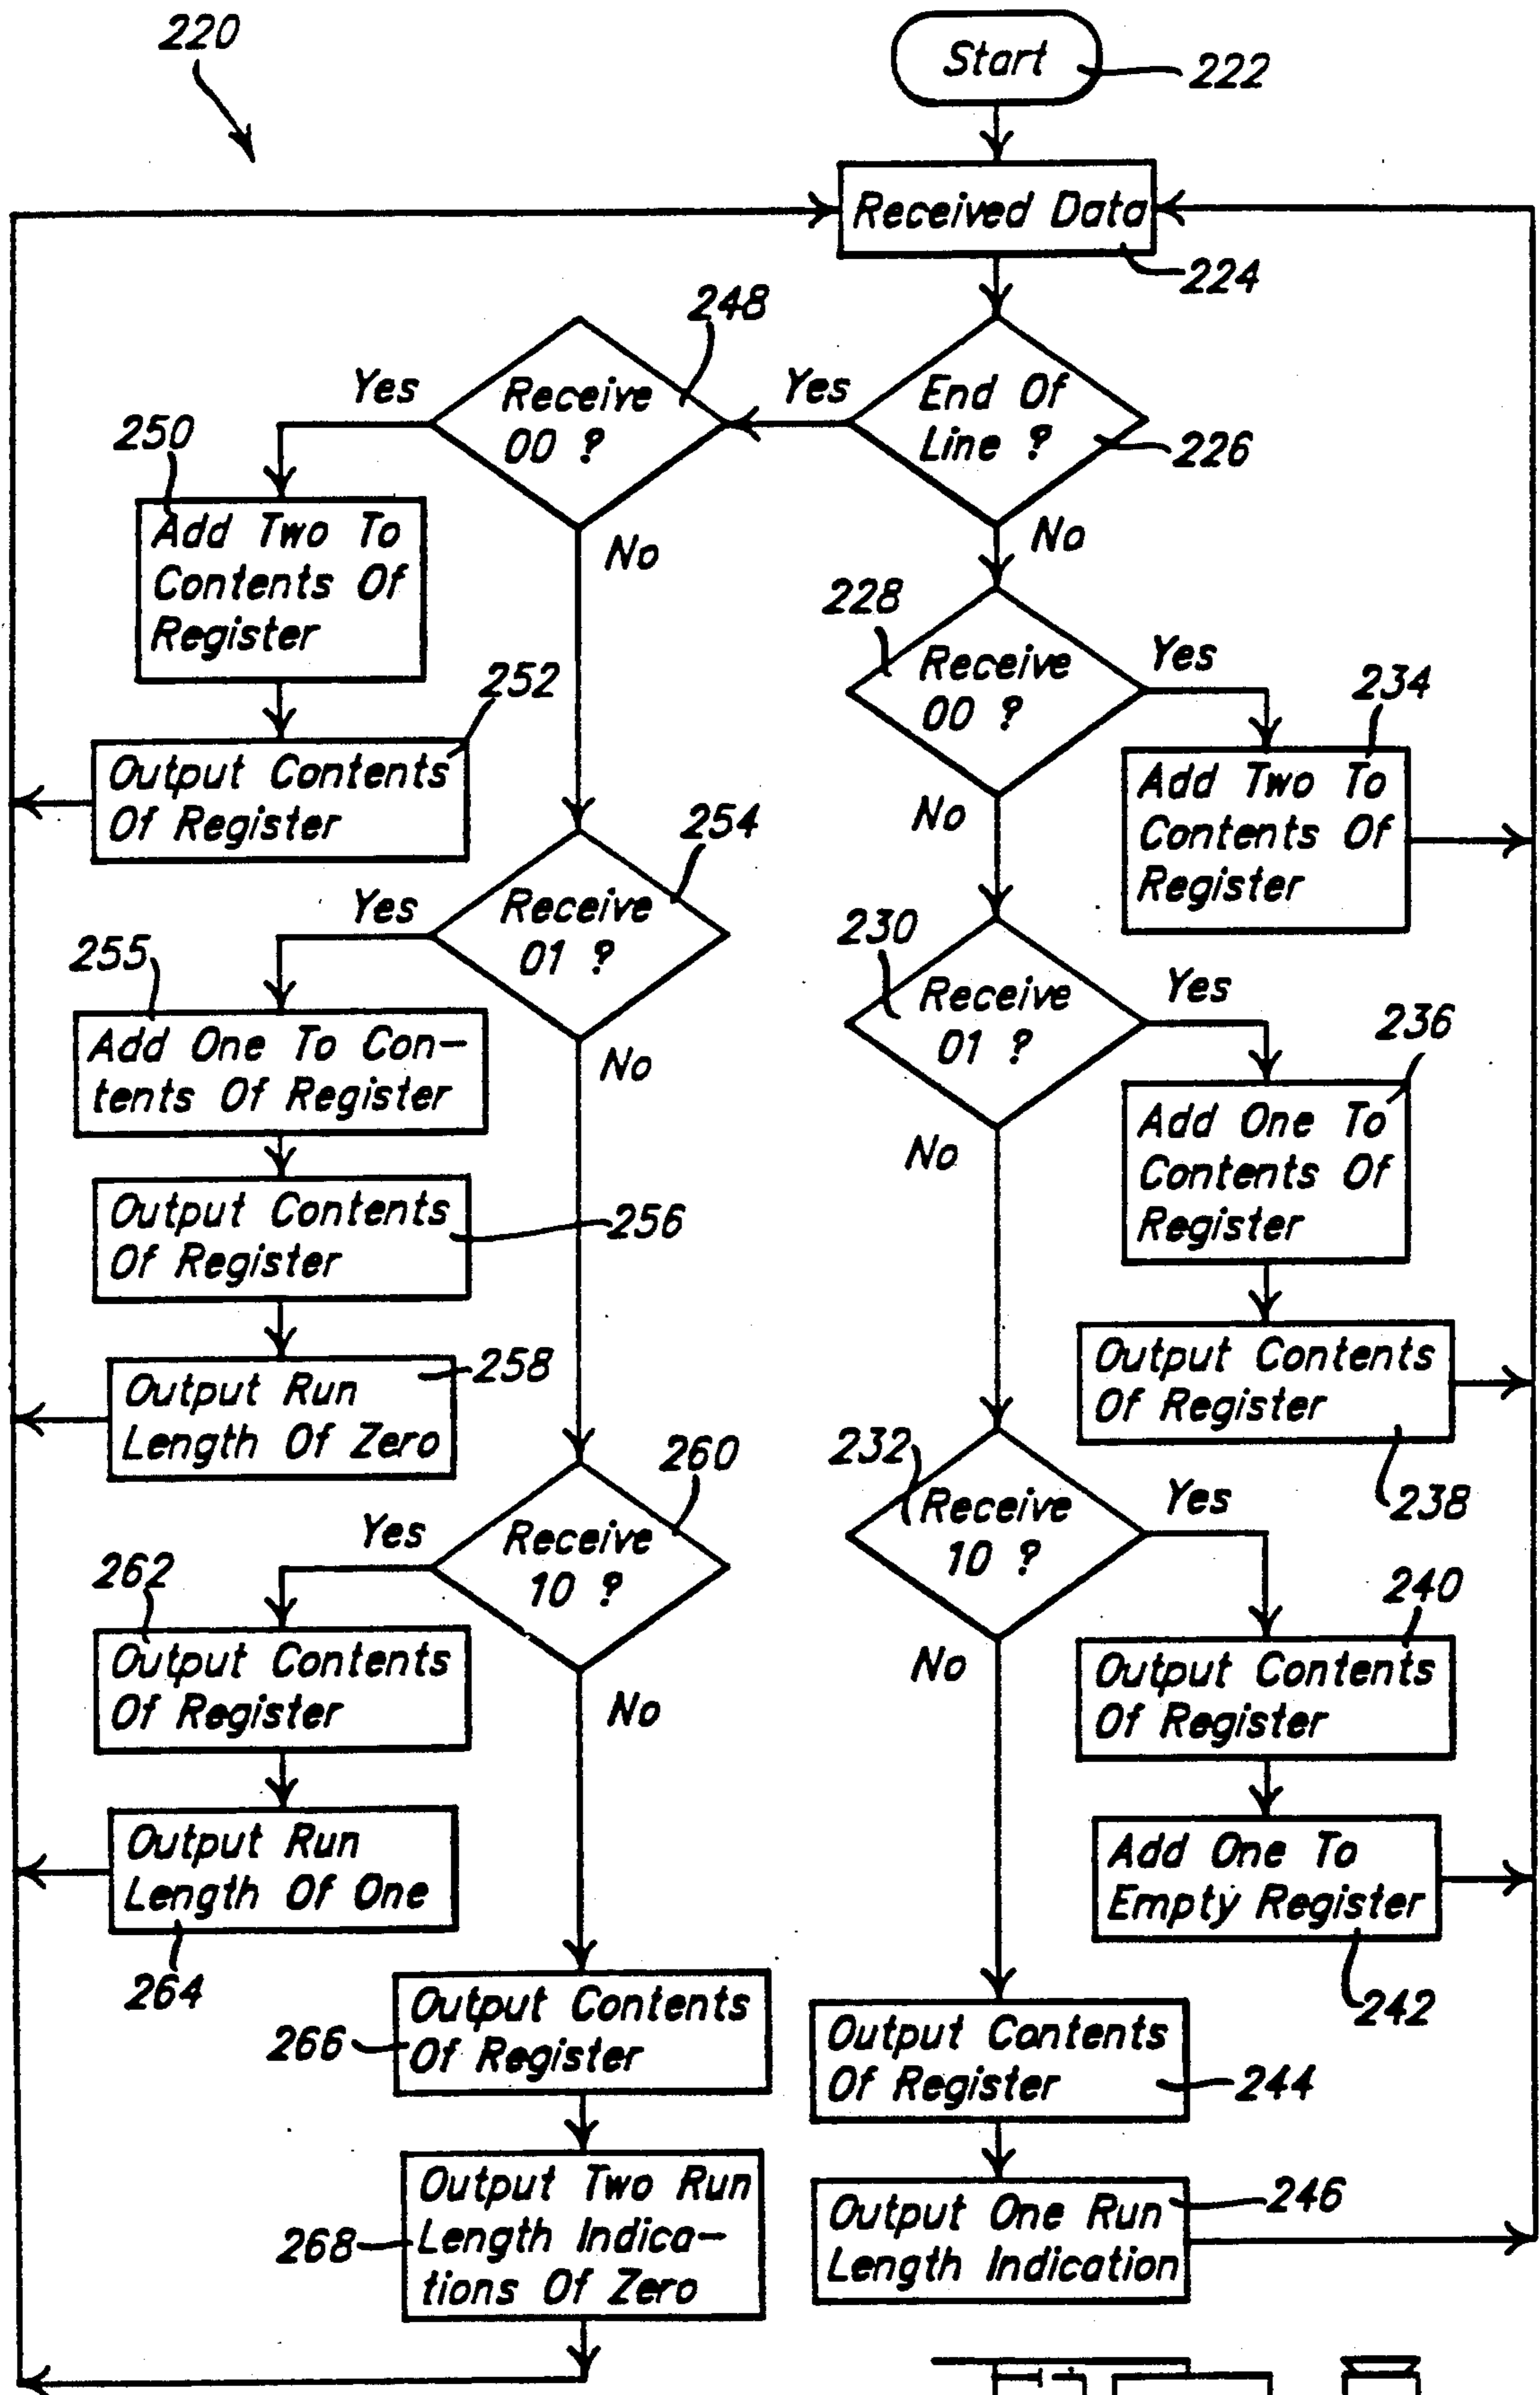 220
Start
222
Received Data
224
248
Receive
00 ?
Yes
Yes
End Of
Line ?
226
No
No
250
Add Two To
Contents Of
Register
252
Output Contents
Of Register
228
Receive
00 ?
Yes
234
Add Two To
Contents Of
Register
No
254
Receive
01 ?
Yes
255
Add One To Con-
tents Of Register
No
256
Output Contents
Of Register
258
Output Run
Length Of Zero
230
Receive
01 ?
Yes
236
Add One To
Contents Of
Register
No
Output Contents
Of Register
238
260
Receive
10 ?
Yes
262
Output Contents
Of Register
No
Output Run
Length Of One
264
232
Receive
10 ?
Yes
240
Output Contents
Of Register
No
Add One To
Empty Register
242
Output Contents
Of Register
266
Output Contents
Of Register
244
Output Two Run
Length Indica-
tions Of Zero
268
Output One Run
Length Indication
246